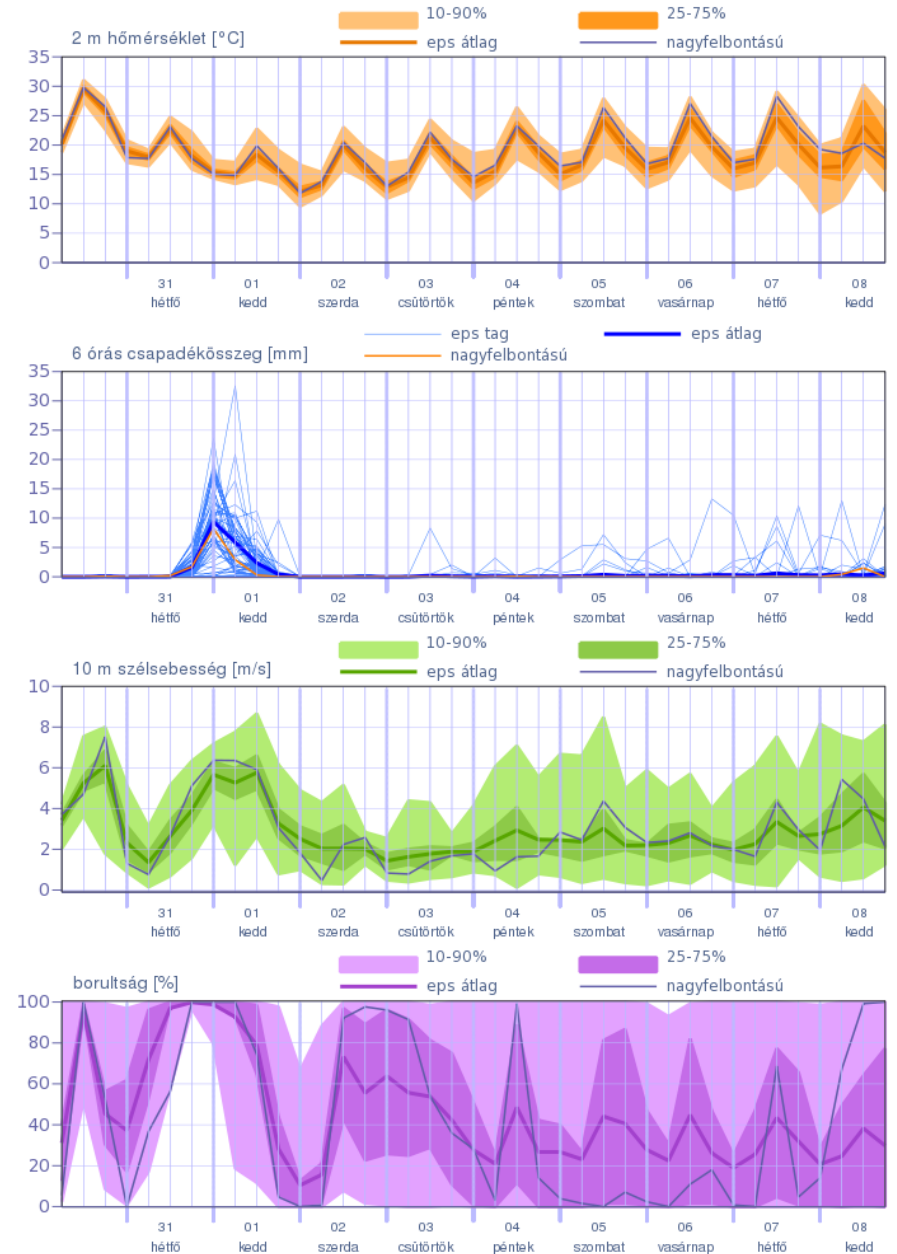 10-90% 25-75%
2 m hőmérséklet [°C] eps átlag nagyfelbontású
35
30
25
20
15
10
5
0
31 01 02 03 04 05 06 07 08
hétfő kedd szerda csütörtök péntek szombat vasárnap hétfő kedd
eps tag eps átlag
6 órás csapadékösszeg [mm] nagyfelbontású
35
30
25
20
15
10
5
0
31 01 02 03 04 05 06 07 08
hétfő kedd szerda csütörtök péntek szombat vasárnap hétfő kedd
10-90% 25-75%
10 m szélsebesség [m/s] eps átlag nagyfelbontású
10
8
6
4
2
0
31 01 02 03 04 05 06 07 08
hétfő kedd szerda csütörtök péntek szombat vasárnap hétfő kedd
10-90% 25-75%
borultság [%] eps átlag nagyfelbontású
100
80
60
40
20
0
31 01 02 03 04 05 06 07 08
hétfő kedd szerda csütörtök péntek szombat vasárnap hétfő kedd